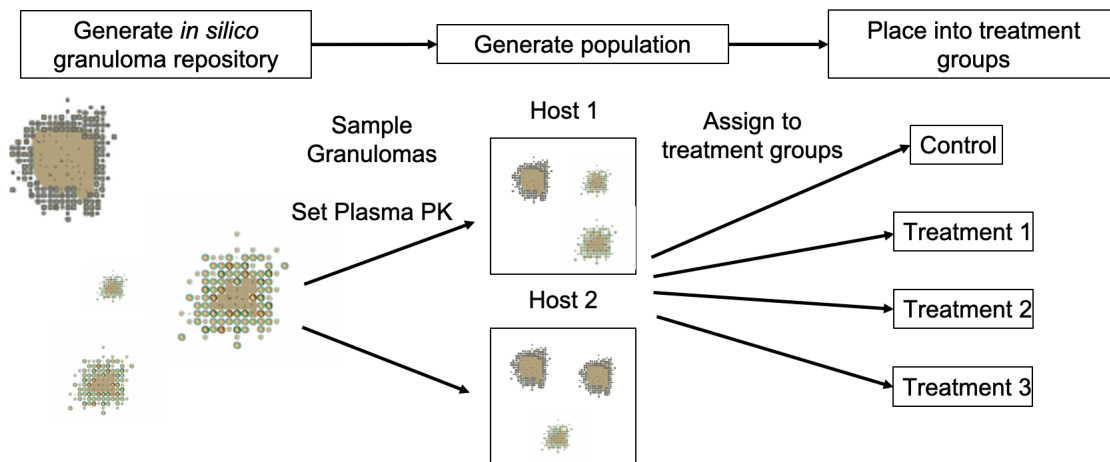 Generate in silico
granuloma repository
Generate population
Place into treatment
groups
Sample
Granulomas
Set Plasma PK
Host 1
Host 2
Assign to
treatment groups
Control
Treatment 1
Treatment 2
Treatment 3